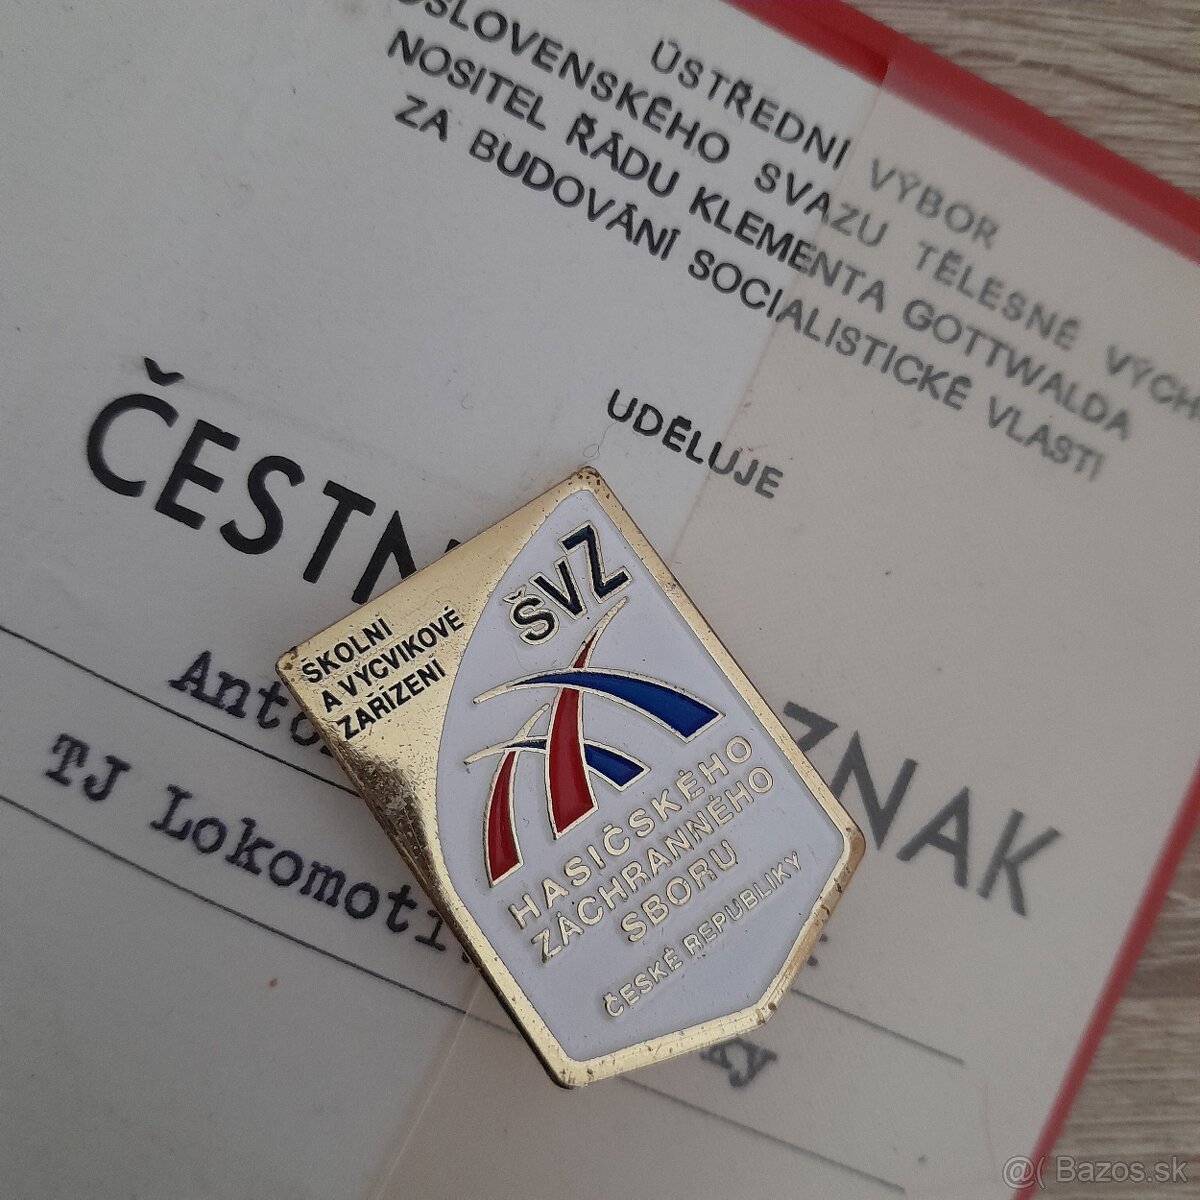 ÚSTŘEDNÍ VÝBOR
OSLOVENSKÉHO SVAZU TĚLESNÉ VÝCH
NOSITEL ŘÁDU KLEMENTA GOTTWALDA
ZA BUDOVÁNÍ SOCIALISTICKÉ VLASTI
UDĚLUJE
ČESTN ZNAK
Anto
TJ Lokomoti
ky
ŠKOLNÍ
A VÝCVIKOVÉ
ZAŘÍZENÍ
ŠVZ
HASIČSKÉHO
ZÁCHRANNÉHO
SBORU
ČESKÉ REPUBLIKY
@( Bazos.sk